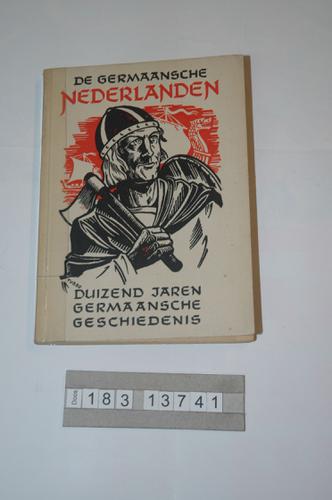 DE GERMAANSCHE
NEDERLANDEN
DUIZEND JAREN
GERMAANSCHE
GESCHIEDENIS
Doos 183 13741